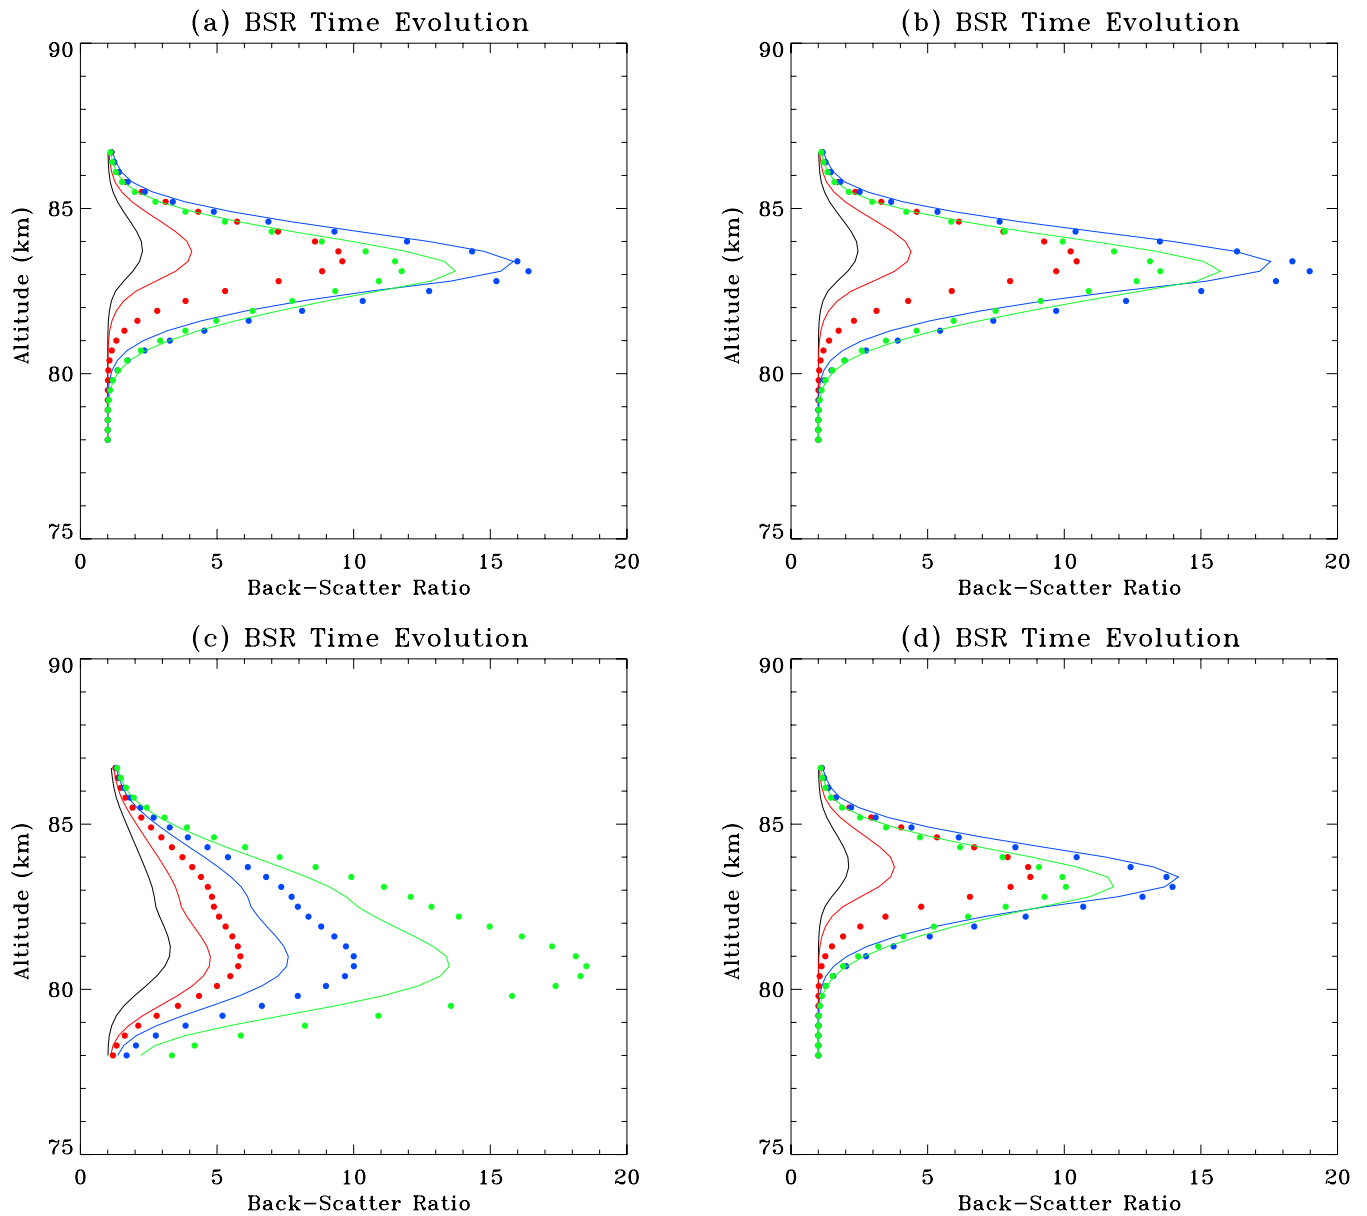 (a) BSR Time Evolution
90
85
80
75
Altitude (km)
0 5 10 15 20
Back-Scatter Ratio
(b) BSR Time Evolution
90
85
80
75
Altitude (km)
0 5 10 15 20
Back-Scatter Ratio
(c) BSR Time Evolution
90
85
80
75
Altitude (km)
0 5 10 15 20
Back-Scatter Ratio
(d) BSR Time Evolution
90
85
80
75
Altitude (km)
0 5 10 15 20
Back-Scatter Ratio